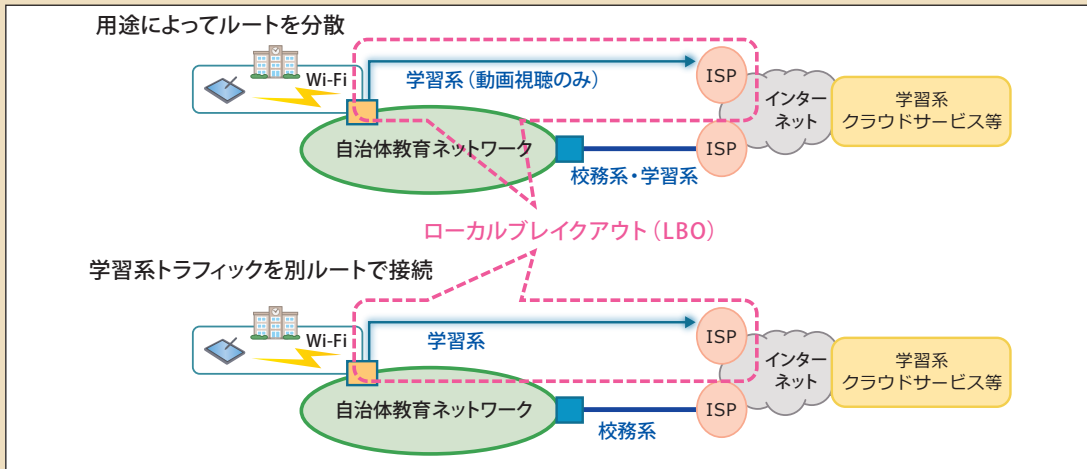 用途によってルートを分散
Wi-Fi
学習系（動画視聴のみ）
ISP
インター
ネット
学習系
クラウドサービス等
自治体教育ネットワーク
ISP
校務系・学習系
ローカルブレイクアウト（LBO）
学習系トラフィックを別ルートで接続
Wi-Fi
学習系
ISP
インター
ネット
学習系
クラウドサービス等
自治体教育ネットワーク
ISP
校務系